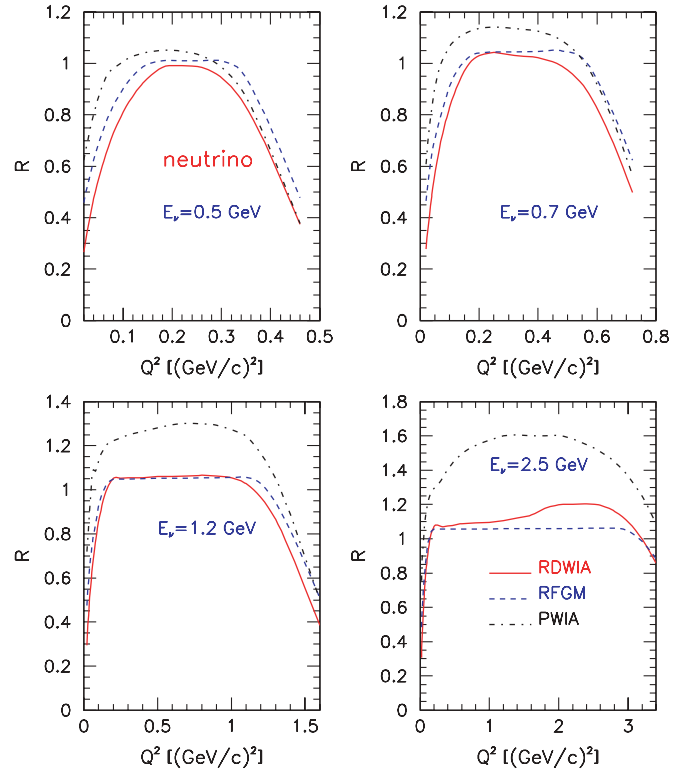 1.2
1
0.8
0.6
0.4
0.2
0
R
neutrino
E_ν=0.5 GeV
0.1 0.2 0.3 0.4 0.5
Q² [(GeV/c)²]
1.2
1
0.8
0.6
0.4
0.2
0
R
E_ν=0.7 GeV
0 0.2 0.4 0.6 0.8
Q² [(GeV/c)²]
1.4
1.2
1
0.8
0.6
0.4
0.2
0
R
E_ν=1.2 GeV
0 0.5 1 1.5
Q² [(GeV/c)²]
1.8
1.6
1.4
1.2
1
0.8
0.6
0.4
0.2
0
R
E_ν=2.5 GeV
RDWIA
RFGM
PWIA
0 1 2 3
Q² [(GeV/c)²]